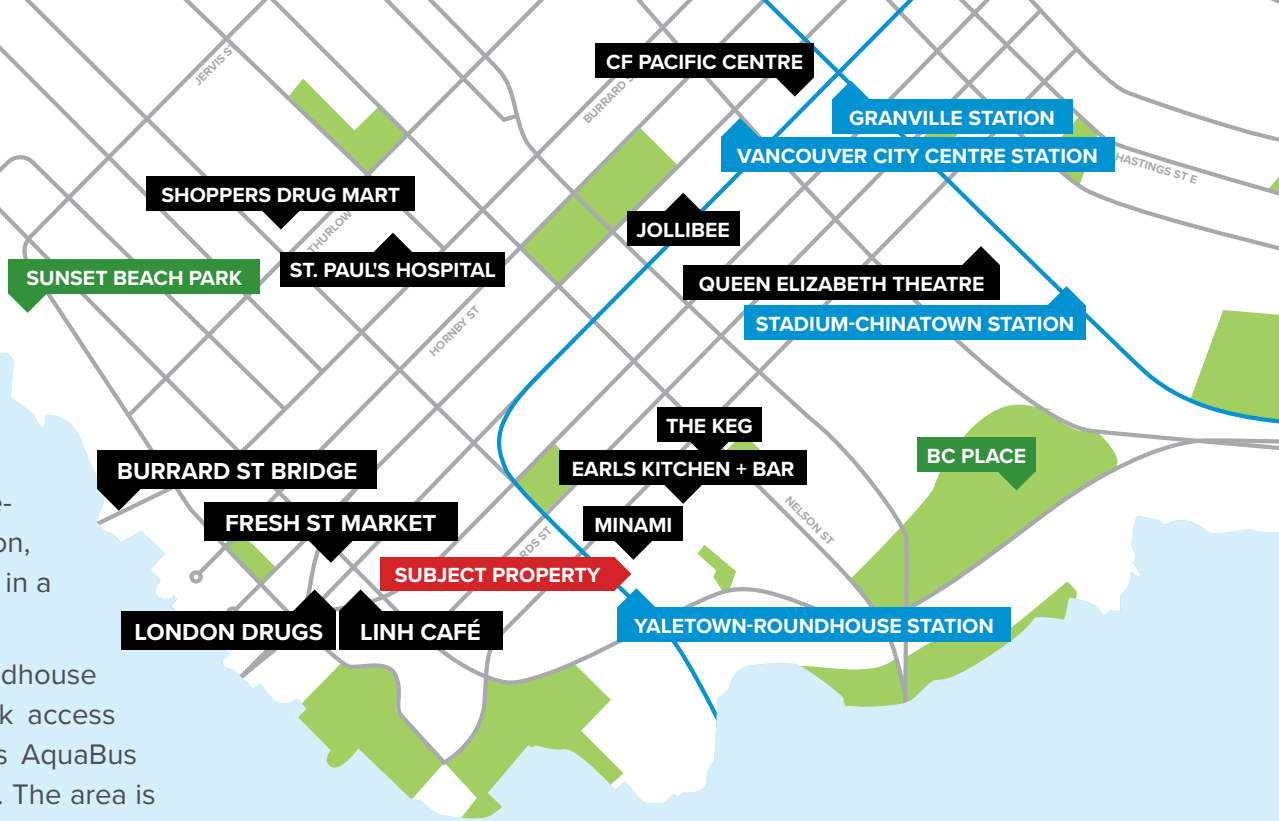 JERVIS ST
CF PACIFIC CENTRE
BURRARD S
GRANVILLE STATION
VANCOUVER CITY CENTRE STATION
HASTINGS ST E
SHOPPERS DRUG MART
THURLOW
JOLLIBEE
ST. PAUL'S HOSPITAL
SUNSET BEACH PARK
QUEEN ELIZABETH THEATRE
HORNBY ST
STADIUM-CHINATOWN STATION
THE KEG
BC PLACE
BURRARD ST BRIDGE
EARLS KITCHEN + BAR
e-
FRESH ST MARKET
MINAMI
NELSON ST
on,
RDS ST
SUBJECT PROPERTY
in a
LONDON DRUGS
LINH CAFÉ
YALETOWN-ROUNDHOUSE STATION
dhouse
k access
s AquaBus
. The area is